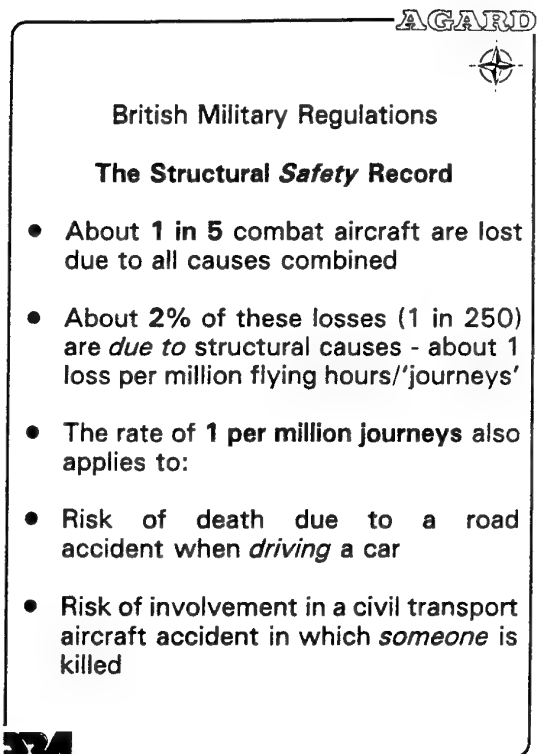 AGARD
British Military Regulations
The Structural Safety Record
• About 1 in 5 combat aircraft are lost
due to all causes combined
• About 2% of these losses (1 in 250)
are due to structural causes - about 1
loss per million flying hours/'journeys'
• The rate of 1 per million journeys also
applies to:
• Risk of death due to a road
accident when driving a car
• Risk of involvement in a civil transport
aircraft accident in which someone is
killed